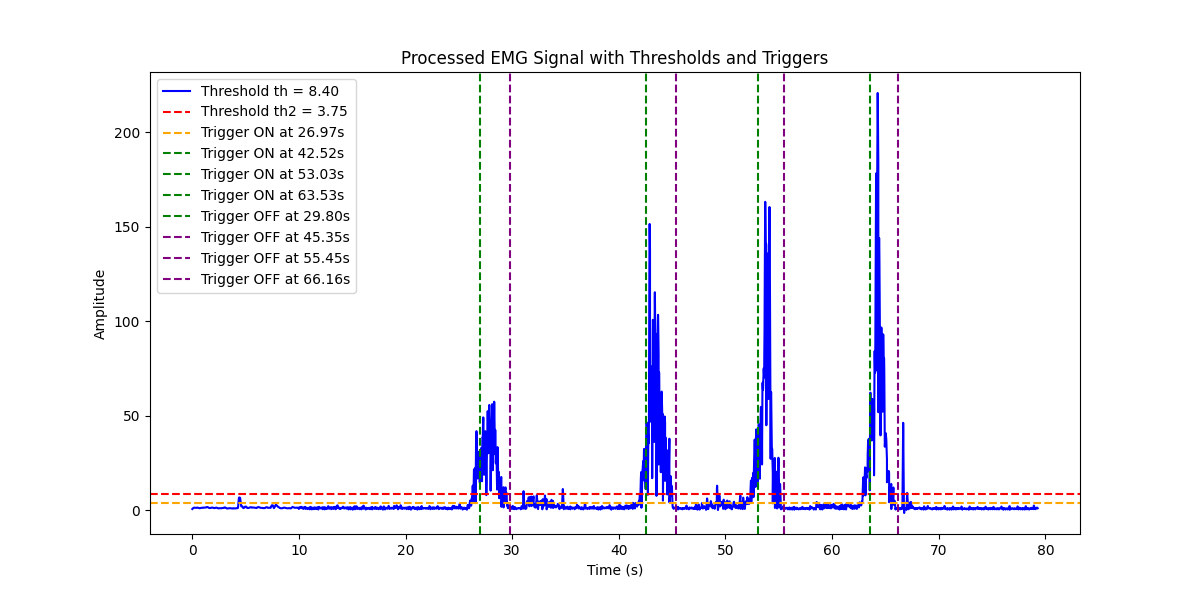 Processed EMG Signal with Thresholds and Triggers
Threshold th = 8.40
Threshold th2 = 3.75
Trigger ON at 26.97s
Trigger ON at 42.52s
Trigger ON at 53.03s
Trigger ON at 63.53s
Trigger OFF at 29.80s
Trigger OFF at 45.35s
Trigger OFF at 55.45s
Trigger OFF at 66.16s
Amplitude
200
150
100
50
0
0 10 20 30 40 50 60 70 80
Time (s)